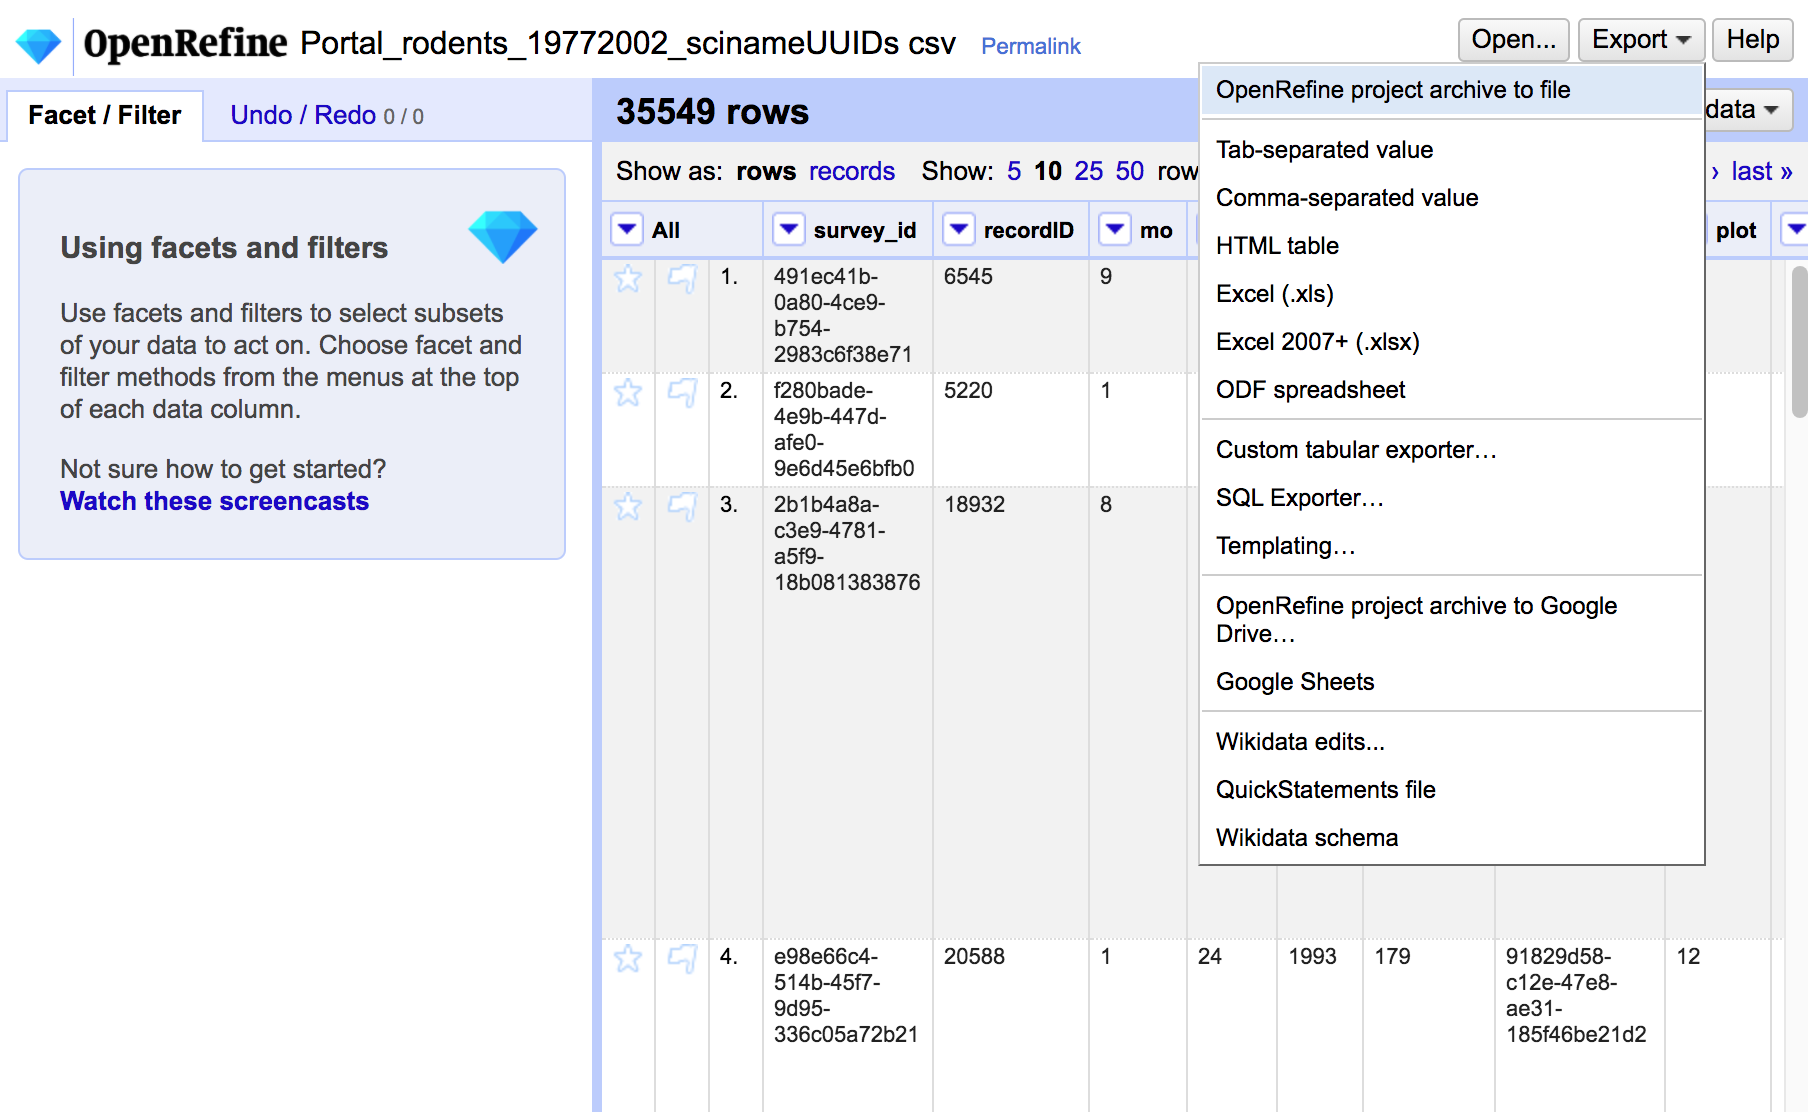 OpenRefine Portal_rodents_19772002_scinameUUIDs csv Permalink
Open... Export Help
Facet / Filter Undo / Redo 0 / 0
Using facets and filters
Use facets and filters to select subsets
of your data to act on. Choose facet and
filter methods from the menus at the top
of each data column.
Not sure how to get started?
Watch these screencasts
35549 rows
data
Show as: rows records Show: 5 10 25 50 row
› last »
All survey_id recordID mo plot
1. 491ec41b-
0a80-4ce9-
b754-
2983c6f38e71
6545 9
2. f280bade-
4e9b-447d-
afe0-
9e6d45e6bfb0
5220 1
3. 2b1b4a8a-
c3e9-4781-
a5f9-
18b081383876
18932 8
4. e98e66c4-
514b-45f7-
9d95-
336c05a72b21
20588 1 24 1993 179
91829d58-
c12e-47e8-
ae31-
185f46be21d2
12
OpenRefine project archive to file
Tab-separated value
Comma-separated value
HTML table
Excel (.xls)
Excel 2007+ (.xlsx)
ODF spreadsheet
Custom tabular exporter…
SQL Exporter…
Templating…
OpenRefine project archive to Google
Drive…
Google Sheets
Wikidata edits...
QuickStatements file
Wikidata schema